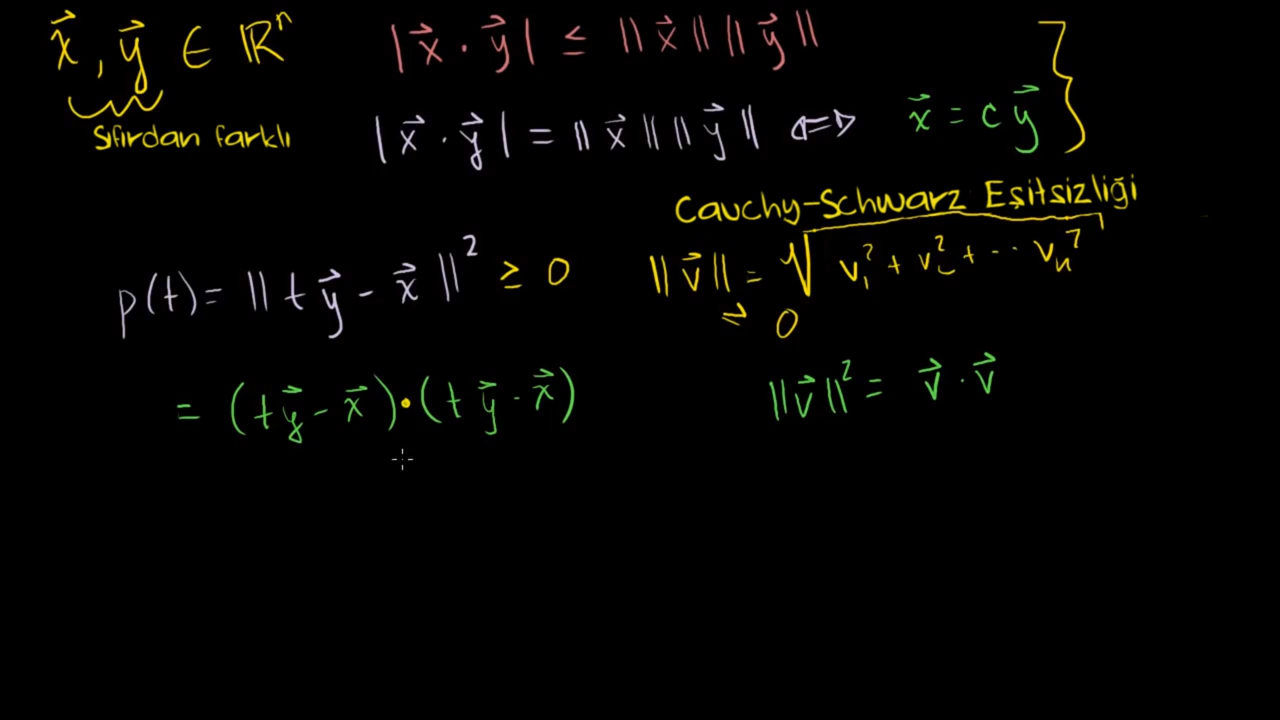 x⃗, y⃗ ∈ ℝⁿ |x⃗ · y⃗| ≤ ||x⃗|| ||y⃗||
Sıfırdan farklı |x⃗ · y⃗| = ||x⃗|| ||y⃗|| ⟺ x⃗ = c y⃗
Cauchy-Schwarz Eşitsizliği
p(t) = ||t y⃗ − x⃗||² ≥ 0 ||v⃗|| = √(v₁² + v₂² + ··· vₙ²)
≥ 0
= (t y⃗ − x⃗) · (t y⃗ − x⃗) ||v⃗||² = v⃗ · v⃗